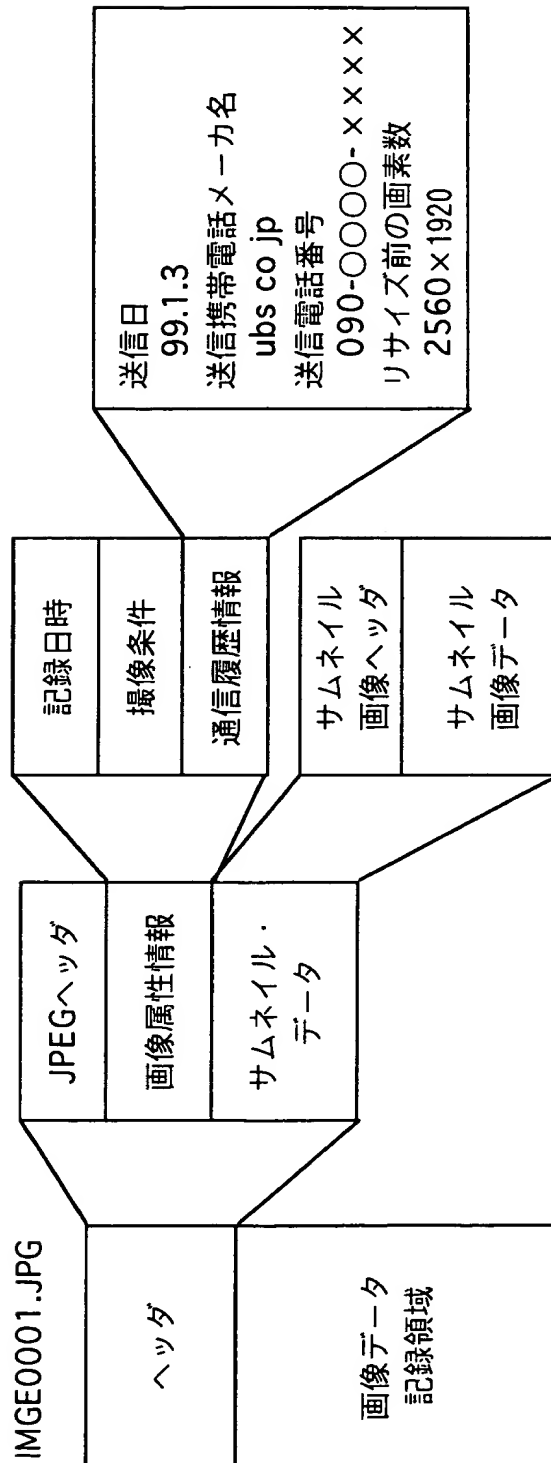 IMGE0001.JPG
ヘッダ
画像データ
記録領域
JPEGヘッダ
画像属性情報
サムネイル・
データ
記録日時
撮像条件
通信履歴情報
サムネイル
画像ヘッダ
サムネイル
画像データ
送信日
99.1.3
送信携帯電話メーカ名
ubs co jp
送信電話番号
090-○○○○-××××
リサイズ前の画素数
2560×1920